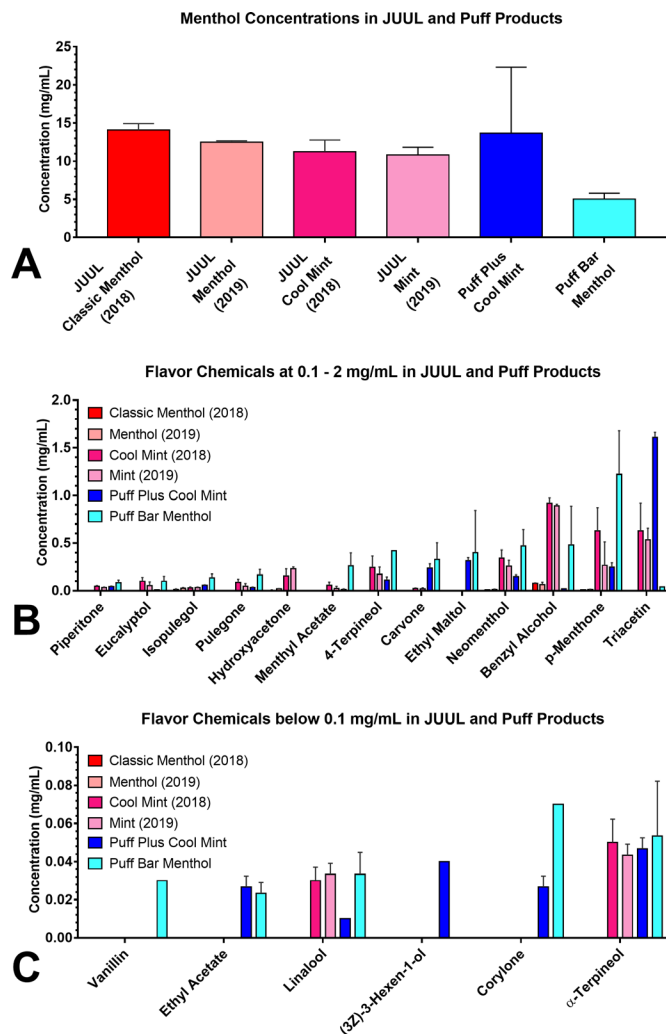 Menthol Concentrations in JUUL and Puff Products
Concentration (mg/mL)
25
20
15
10
5
0
JUUL
Classic Menthol
(2018)
JUUL
Menthol
(2019)
JUUL
Cool Mint
(2018)
JUUL
Mint
(2019)
Puff Plus
Cool Mint
Puff Bar
Menthol
A
Flavor Chemicals at 0.1 - 2 mg/mL in JUUL and Puff Products
Concentration (mg/mL)
2.0
1.5
1.0
0.5
0.0
Classic Menthol (2018)
Menthol (2019)
Cool Mint (2018)
Mint (2019)
Puff Plus Cool Mint
Puff Bar Menthol
Piperitone
Eucalyptol
Isopulegol
Pulegone
Hydroxyacetone
Menthyl Acetate
4-Terpineol
Carvone
Ethyl Maltol
Neomenthol
Benzyl Alcohol
p-Menthone
Triacetin
B
Flavor Chemicals below 0.1 mg/mL in JUUL and Puff Products
Concentration (mg/mL)
0.10
0.08
0.06
0.04
0.02
0.00
Classic Menthol (2018)
Menthol (2019)
Cool Mint (2018)
Mint (2019)
Puff Plus Cool Mint
Puff Bar Menthol
Vanillin
Ethyl Acetate
Linalool
(3Z)-3-Hexen-1-ol
Corylone
α-Terpineol
C